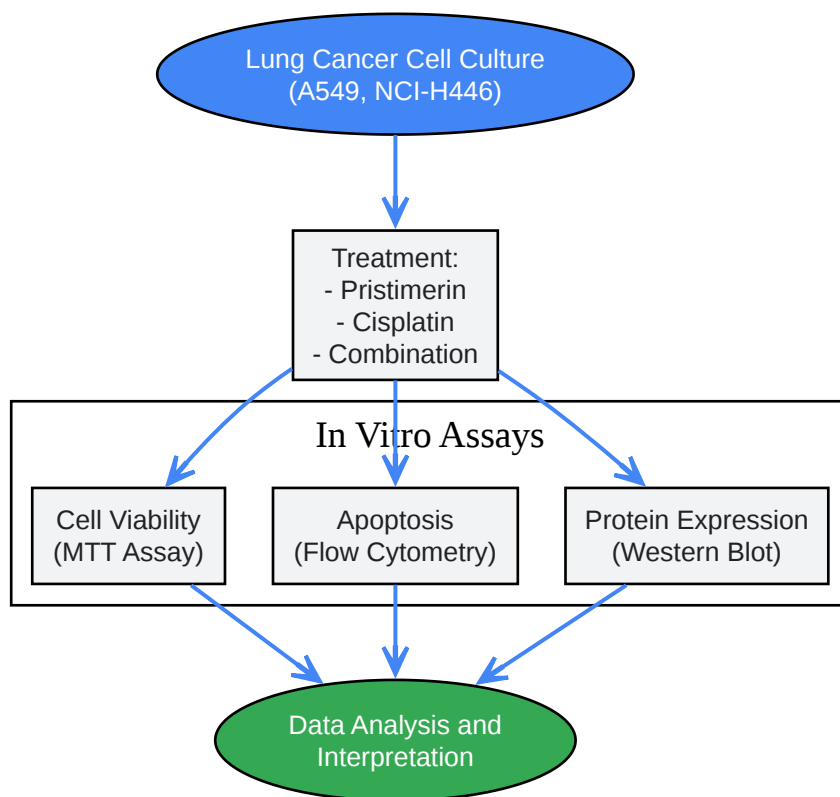 Lung Cancer Cell Culture
(A549, NCI-H446)
Treatment:
- Pristimerin
- Cisplatin
- Combination
In Vitro Assays
Cell Viability
(MTT Assay)
Apoptosis
(Flow Cytometry)
Protein Expression
(Western Blot)
Data Analysis and
Interpretation